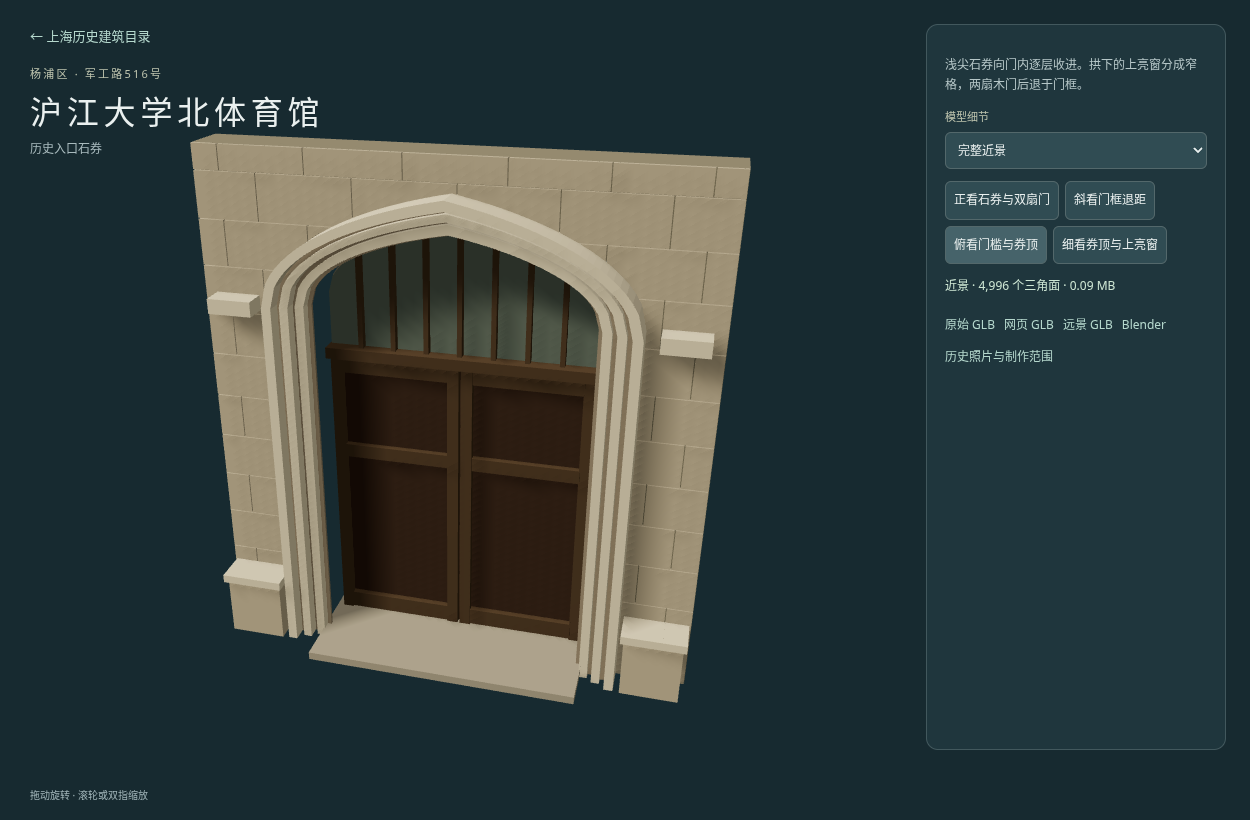 ← 上海历史建筑目录
杨浦区 · 军工路516号
沪江大学北体育馆
历史入口石券
浅尖石券向门内逐层收进。拱下的上亮窗分成窄
格，两扇木门后退于门框。
模型细节
完整近景
正看石券与双扇门
斜看门框退距
俯看门槛与券顶
细看券顶与上亮窗
近景 · 4,996 个三角面 · 0.09 MB
原始 GLB 网页 GLB 远景 GLB Blender
历史照片与制作范围
拖动旋转 · 滚轮或双指缩放